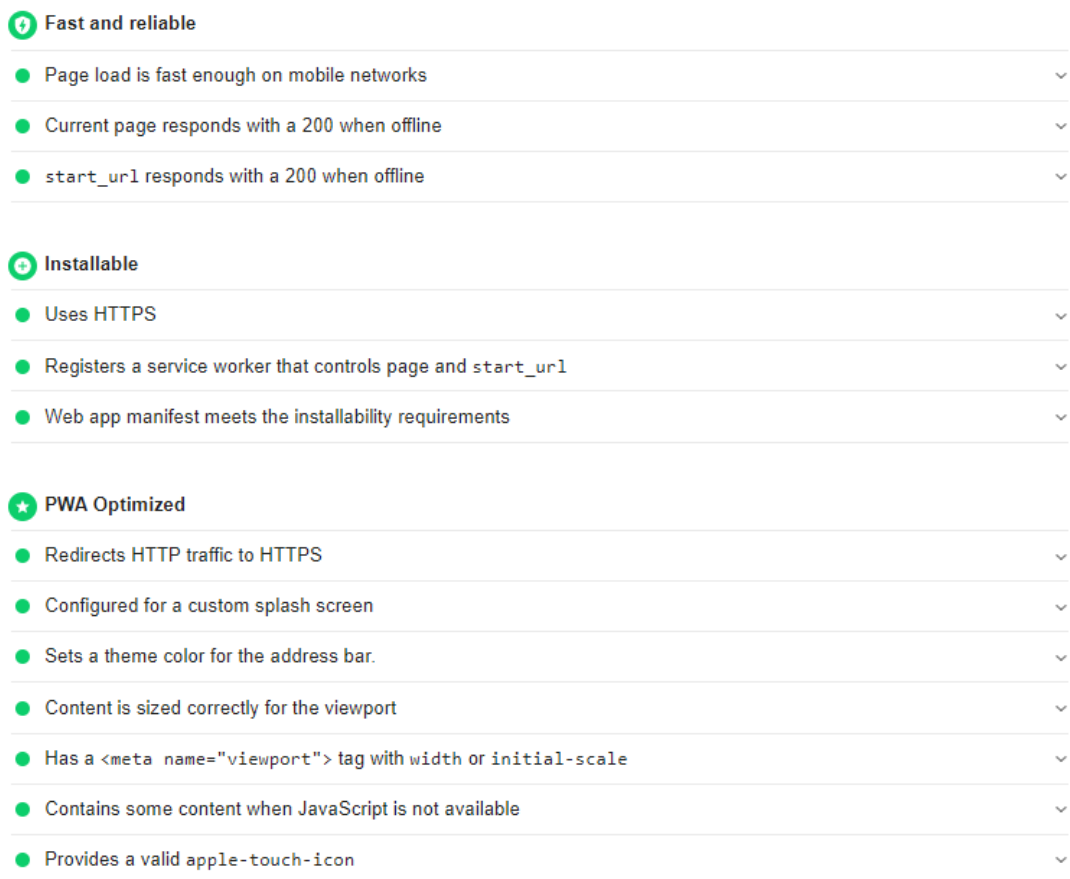 Fast and reliable
Page load is fast enough on mobile networks
Current page responds with a 200 when offline
start_url responds with a 200 when offline
Installable
Uses HTTPS
Registers a service worker that controls page and start_url
Web app manifest meets the installability requirements
PWA Optimized
Redirects HTTP traffic to HTTPS
Configured for a custom splash screen
Sets a theme color for the address bar.
Content is sized correctly for the viewport
Has a <meta name="viewport"> tag with width or initial-scale
Contains some content when JavaScript is not available
Provides a valid apple-touch-icon